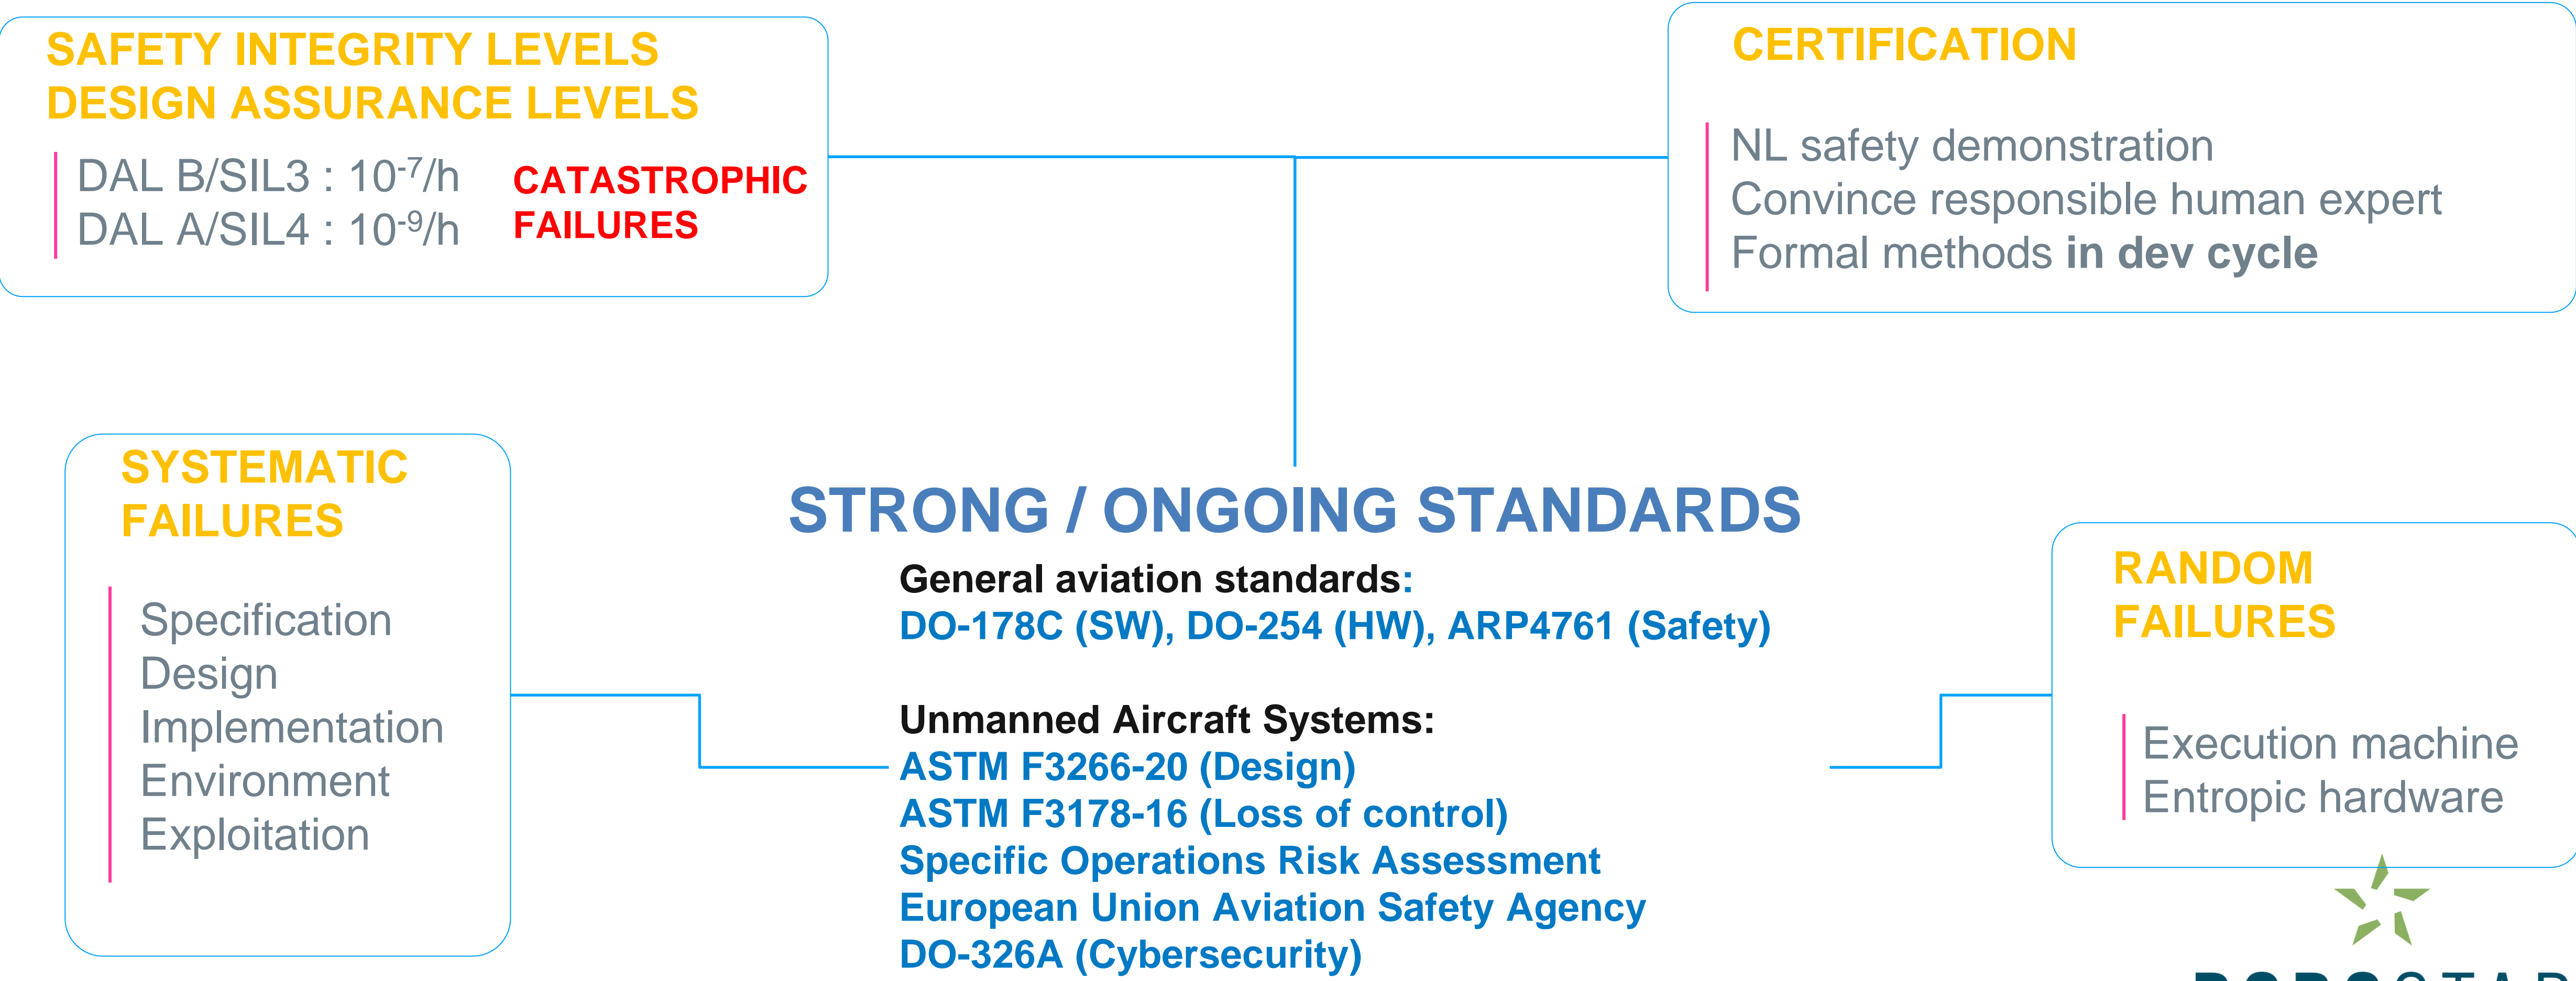 SAFETY INTEGRITY LEVELS
DESIGN ASSURANCE LEVELS
DAL B/SIL3 : 10⁻⁷/h
DAL A/SIL4 : 10⁻⁹/h
CATASTROPHIC
FAILURES
CERTIFICATION
NL safety demonstration
Convince responsible human expert
Formal methods in dev cycle
SYSTEMATIC
FAILURES
Specification
Design
Implementation
Environment
Exploitation
STRONG / ONGOING STANDARDS
General aviation standards:
DO-178C (SW), DO-254 (HW), ARP4761 (Safety)
Unmanned Aircraft Systems:
ASTM F3266-20 (Design)
ASTM F3178-16 (Loss of control)
Specific Operations Risk Assessment
European Union Aviation Safety Agency
DO-326A (Cybersecurity)
RANDOM
FAILURES
Execution machine
Entropic hardware